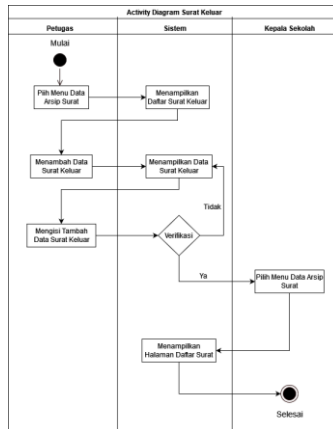 Activity Diagram Surat Keluar
Petugas
Sistem
Kepala Sekolah
Mulai
Pilih Menu Data
Arsip Surat
Menampilkan
Daftar Surat Keluar
Menambah Data
Surat Keluar
Menampilkan Data
Surat Keluar
Tidak
Mengisi Tambah
Data Surat Keluar
Verifikasi
Ya
Pilih Menu Data Arsip
Surat
Menampilkan
Halaman Daftar Surat
Selesai